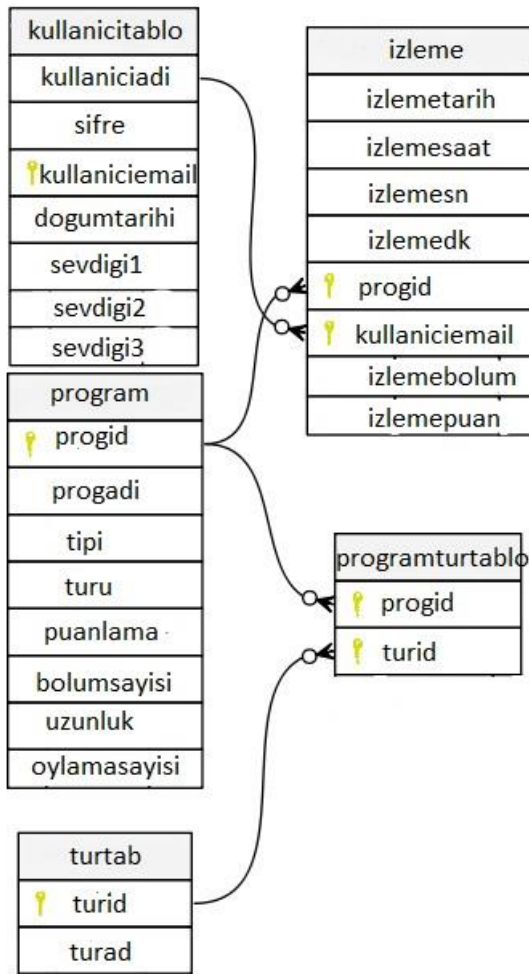 kullanicitablo
kullaniciadi
sifre
kullaniciemail
dogumtarihi
sevdigi1
sevdigi2
sevdigi3
program
progid
progadi
tipi
turu
puanlama
bolumsayisi
uzunluk
oylamasayisi
turtab
turid
turad
izleme
izlemetarih
izlemesaat
izlemesn
izlemedk
progid
kullaniciemail
izlemebolum
izlemepuan
programturtablo
progid
turid